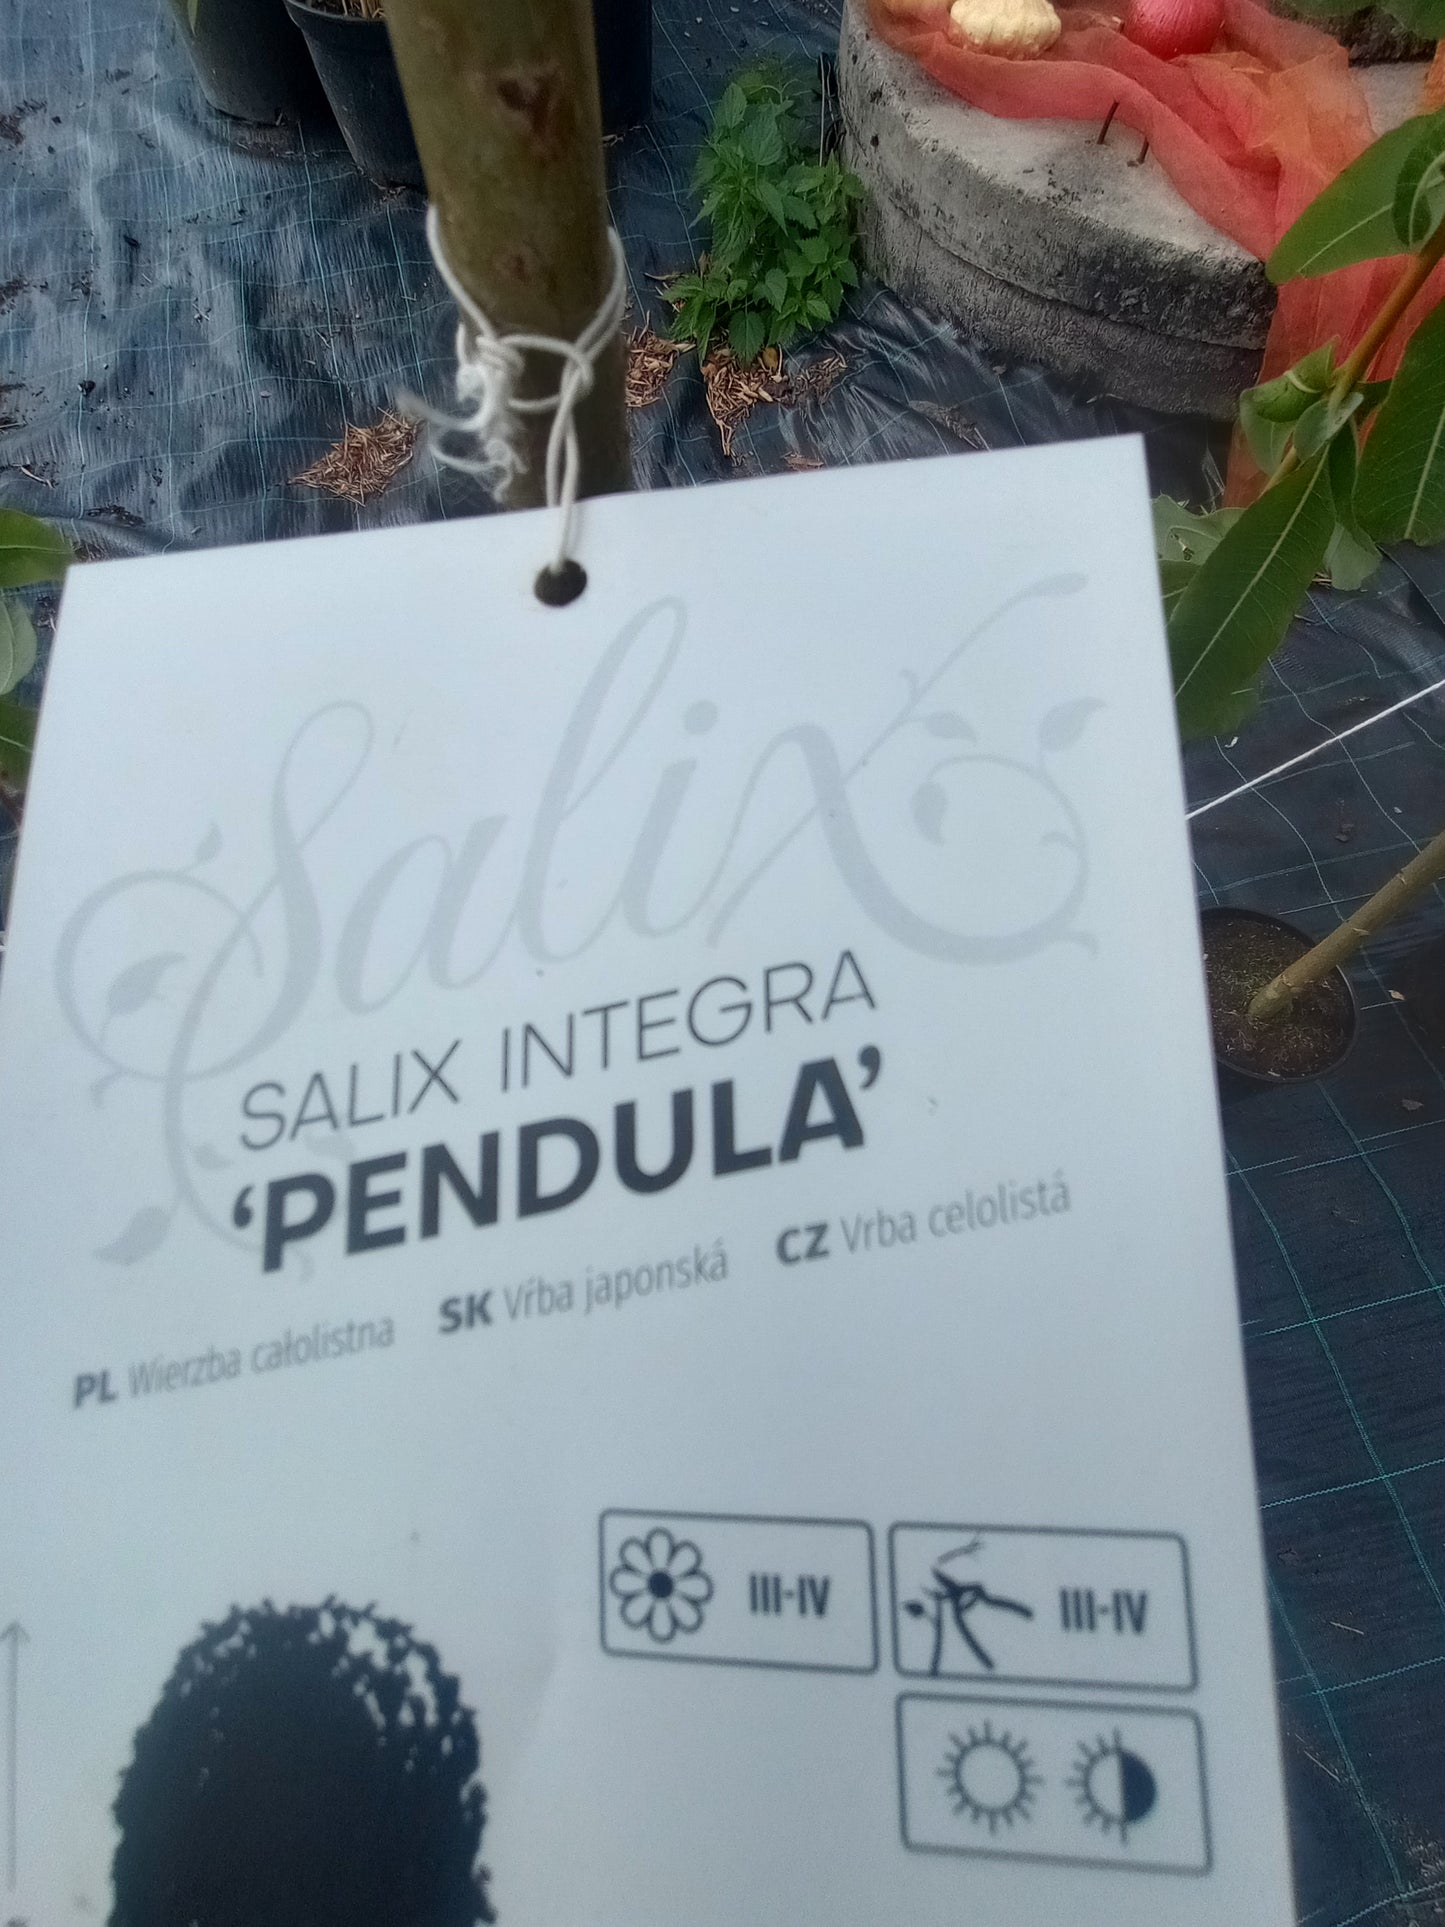 Salix
SALIX INTEGRA
‘PENDULA’
PL Wierzba całolistna SK Vŕba japonská CZ Vrba celolistá
III-IV III-IV